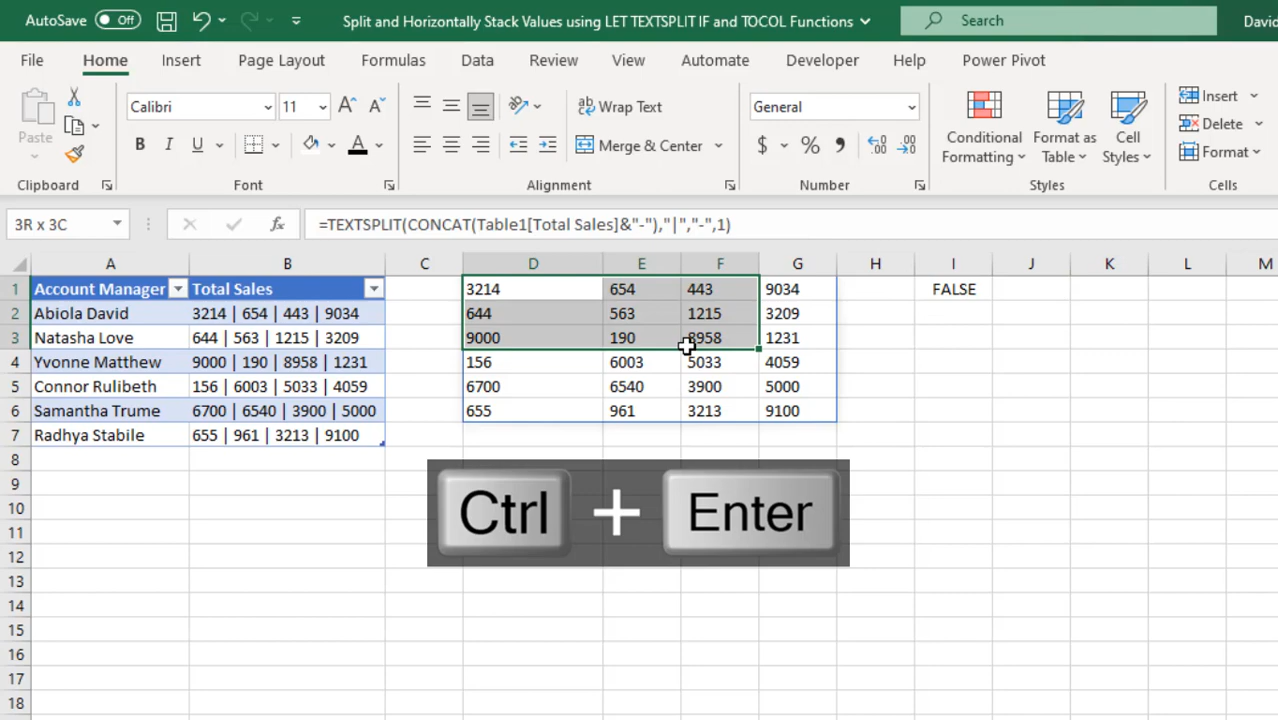 AutoSave Off Split and Horizontally Stack Values using LET TEXTSPLIT IF and TOCOL Functions Search David
File Home Insert Page Layout Formulas Data Review View Automate Developer Help Power Pivot
Paste Calibri 11 A A B I U A ab Wrap Text Merge & Center General $ % Conditional Formatting Format as Table Cell Styles Insert Delete Format
Clipboard Font Alignment Number Styles Cells
3R x 3C fx =TEXTSPLIT(CONCAT(Table1[Total Sales]&"-"),"|","-",1)
A B C D E F G H I J K L M
1 Account Manager Total Sales 3214 654 443 9034 FALSE
2 Abiola David 3214 | 654 | 443 | 9034 644 563 1215 3209
3 Natasha Love 644 | 563 | 1215 | 3209 9000 190 8958 1231
4 Yvonne Matthew 9000 | 190 | 8958 | 1231 156 6003 5033 4059
5 Connor Rulibeth 156 | 6003 | 5033 | 4059 6700 6540 3900 5000
6 Samantha Trume 6700 | 6540 | 3900 | 5000 655 961 3213 9100
7 Radhya Stabile 655 | 961 | 3213 | 9100
8
9
10
11
12
13
14
15
16
17
18
Ctrl + Enter